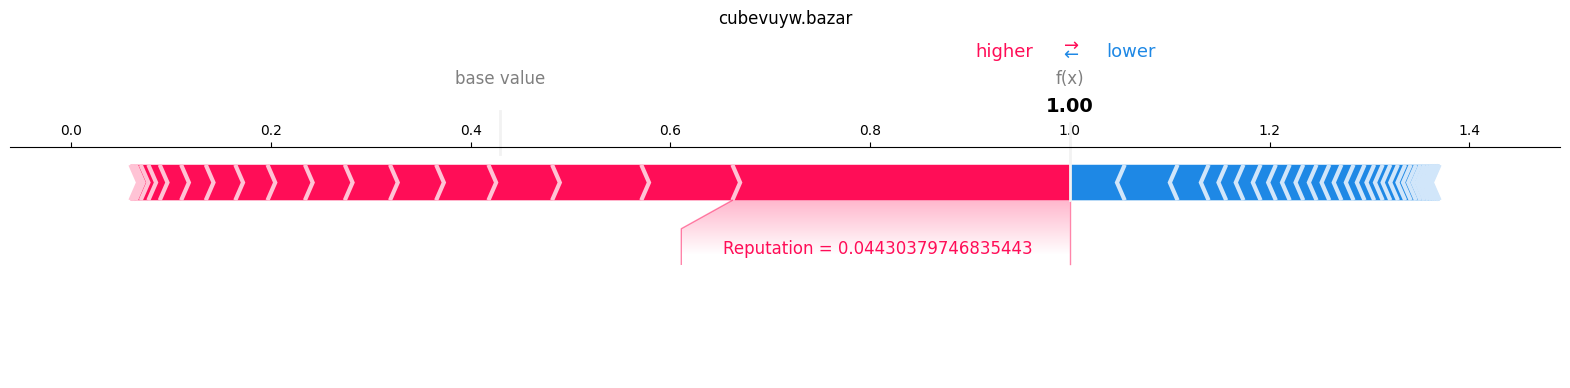 cubevuyw.bazar
higher → ← lower
base value f(x)
1.00
0.0 0.2 0.4 0.6 0.8 1.0 1.2 1.4
Reputation = 0.04430379746835443